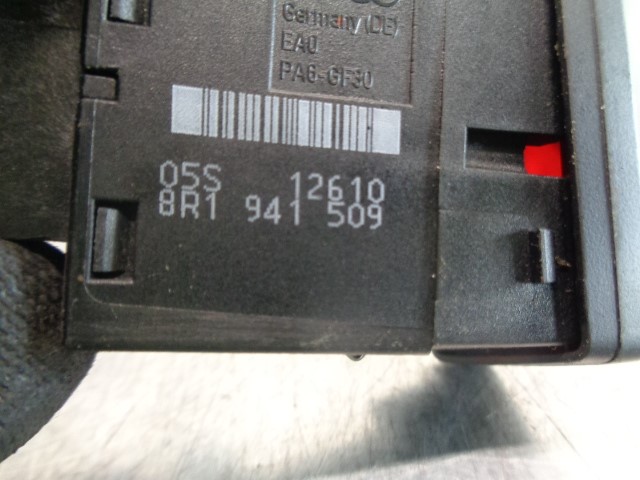 Germany (DE)
EA0
PA6-GF30
05S 12610
8R1 941 509